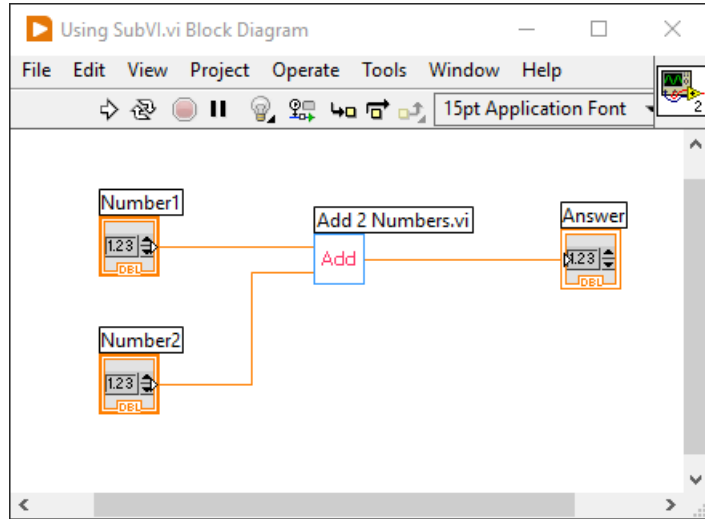 Using SubVI.vi Block Diagram
File Edit View Project Operate Tools Window Help
15pt Application Font
2
Number1
1.23
DBL
Add 2 Numbers.vi
Add
Answer
1.23
DBL
Number2
1.23
DBL